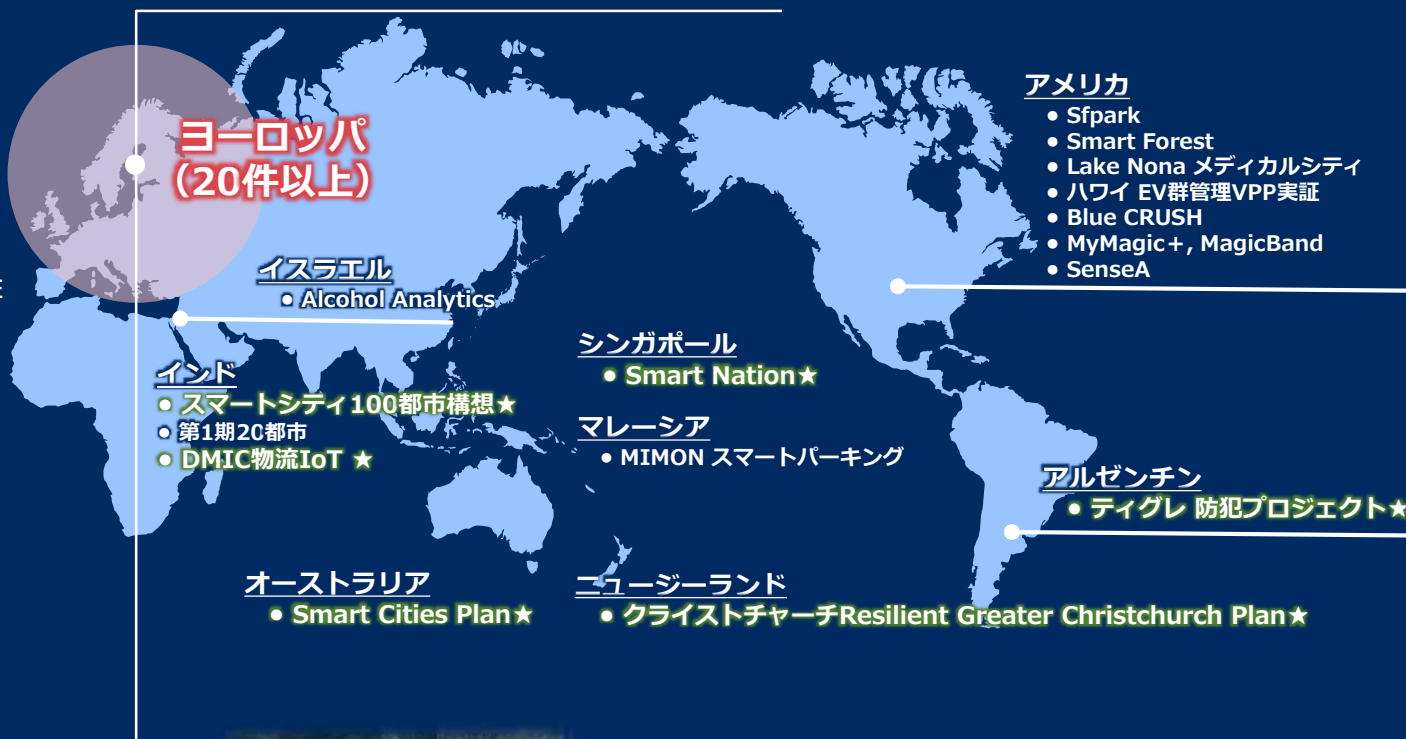 ヨーロッパ
（20件以上）
アメリカ
● Sfpark
● Smart Forest
● Lake Nona メディカルシティ
● ハワイ EV群管理VPP実証
● Blue CRUSH
● MyMagic＋, MagicBand
● SenseA
イスラエル
● Alcohol Analytics
インド
● スマートシティ100都市構想★
● 第1期20都市
● DMIC物流IoT ★
シンガポール
● Smart Nation★
マレーシア
● MIMON スマートパーキング
アルゼンチン
● ティグレ 防犯プロジェクト★
オーストラリア
● Smart Cities Plan★
ニュージーランド
● クライストチャーチResilient Greater Christchurch Plan★